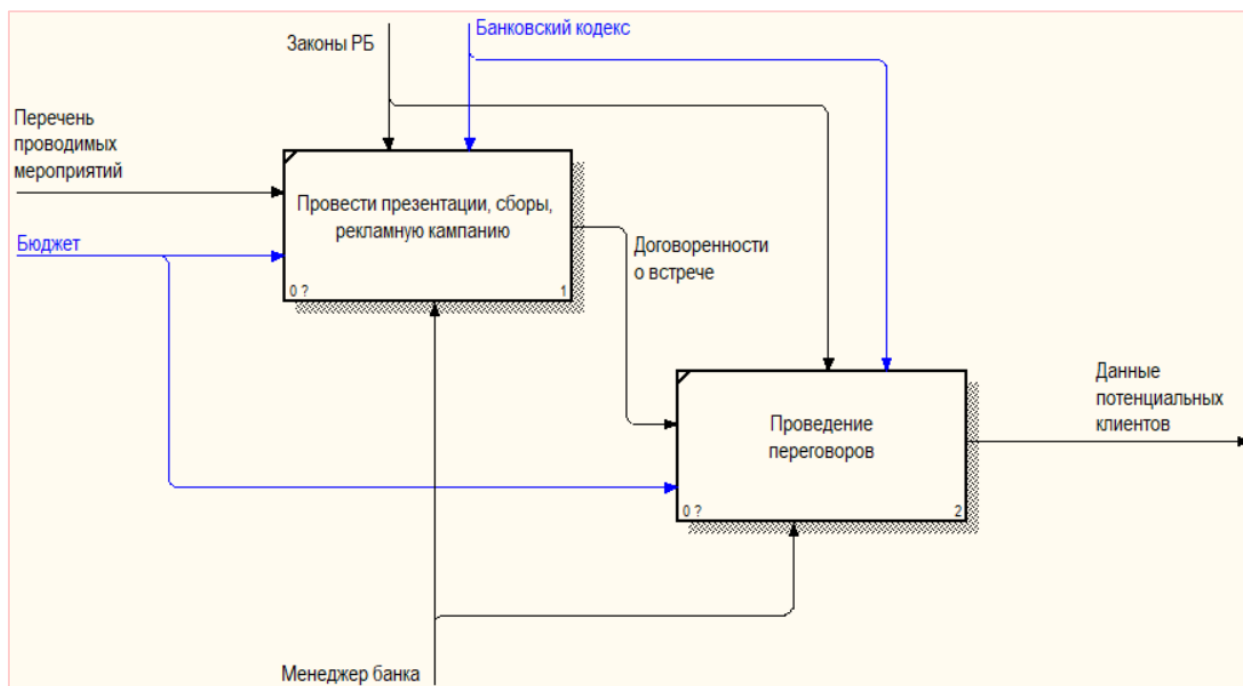 Законы РБ
Банковский кодекс
Перечень
проводимых
мероприятий
Бюджет
Провести презентации, сборы,
рекламную кампанию
0 ?
1
Договоренности
о встрече
Проведение
переговоров
0 ?
2
Данные
потенциальных
клиентов
Менеджер банка